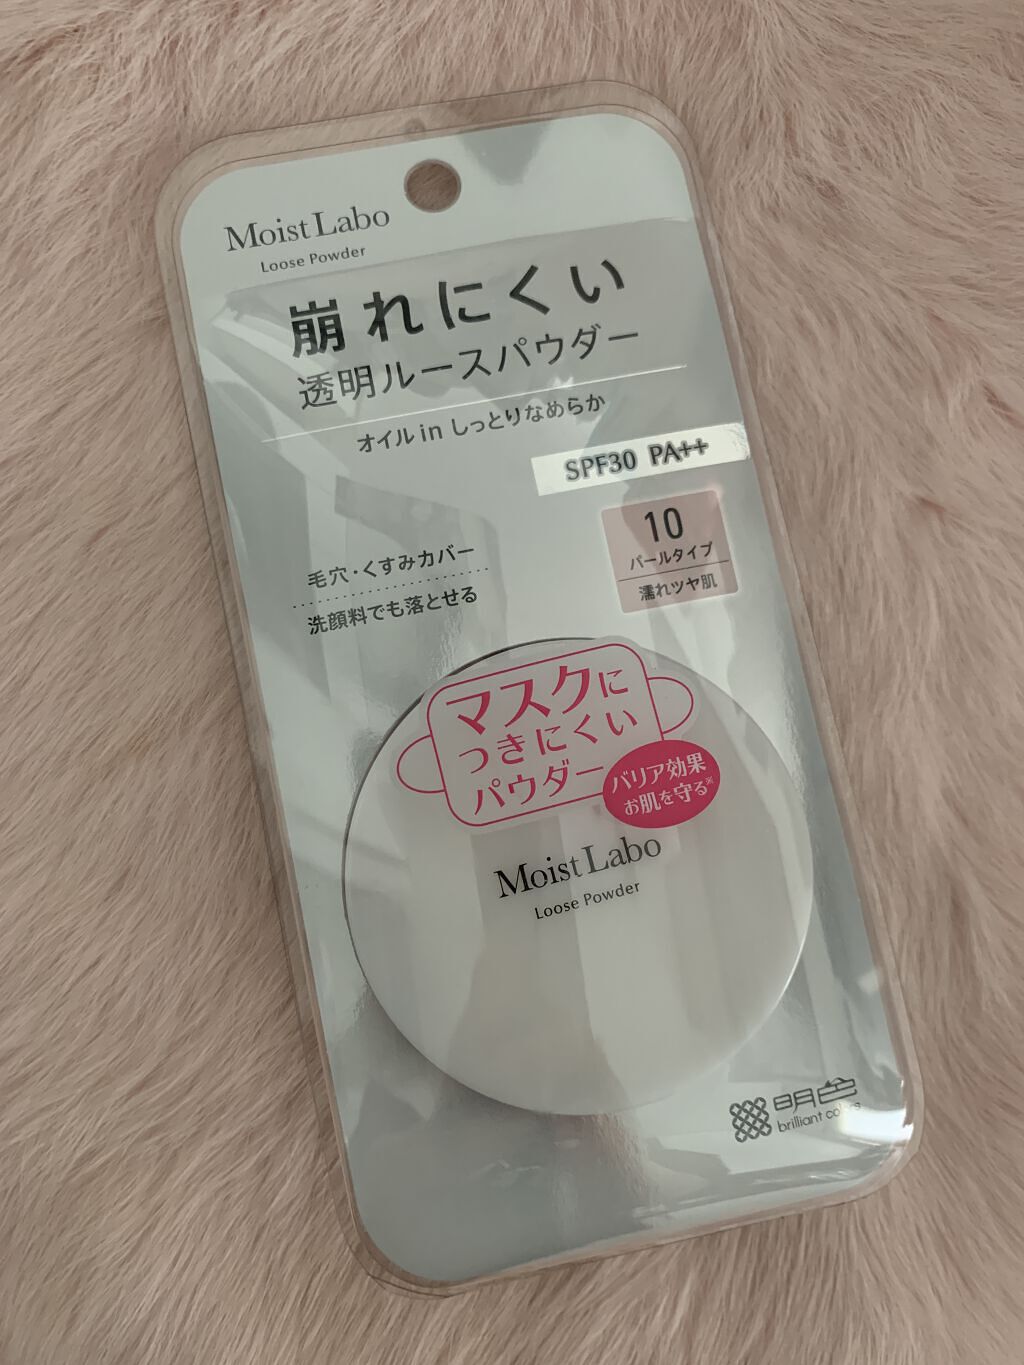 Moist Labo
Loose Powder
崩れにくい
透明ルースパウダー
オイル in しっとりなめらか
SPF30 PA++
10
パールタイプ
濡れツヤ肌
毛穴・くすみカバー
洗顔料でも落とせる
マスクに
つきにくい
パウダー
バリア効果
お肌を守る※
Moist Labo
Loose Powder
明色
brilliant colors